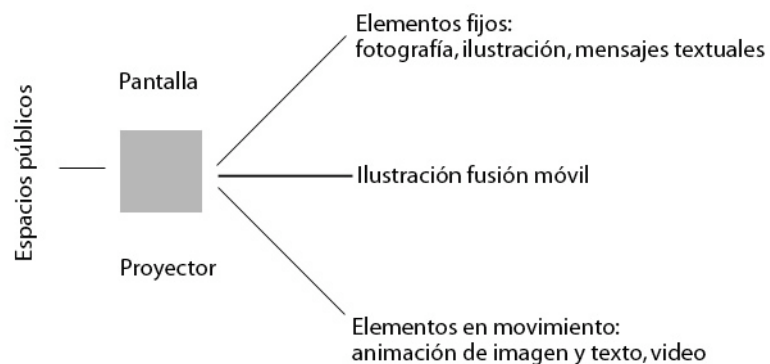 Elementos fijos:
fotografía, ilustración, mensajes textuales
Pantalla
Espacios públicos
Ilustración fusión móvil
Proyector
Elementos en movimiento:
animación de imagen y texto, video